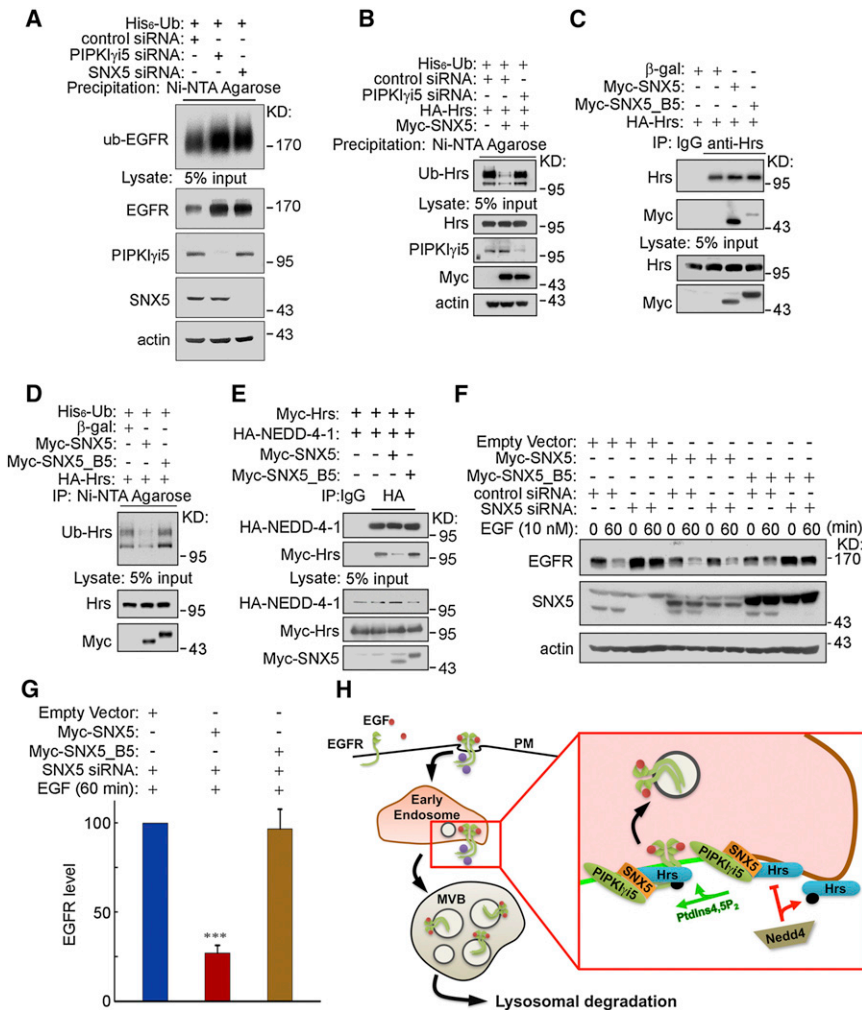 A
His₆-Ub: + + +
control siRNA: + - -
PIPKIγi5 siRNA: - + -
SNX5 siRNA: - - +
Precipitation: Ni-NTA Agarose
KD:
ub-EGFR
- 170
Lysate: 5% input
EGFR
- 170
PIPKIγi5
- 95
SNX5
- 43
actin
- 43
B
His₆-Ub: + + +
control siRNA: + + -
PIPKIγi5 siRNA: - - +
HA-Hrs: + + +
Myc-SNX5: - + +
Precipitation: Ni-NTA Agarose
KD:
Ub-Hrs
- 95
Lysate: 5% input
Hrs
- 95
PIPKIγi5
- 95
Myc
- 43
actin
- 43
C
β-gal: + + - -
Myc-SNX5: - - + -
Myc-SNX5_B5: - - - +
HA-Hrs: + + + +
IP: IgG anti-Hrs
KD:
Hrs
- 95
Myc
- 43
Lysate: 5% input
Hrs
- 95
Myc
- 43
D
His₆-Ub: + + +
β-gal: + - -
Myc-SNX5: - + -
Myc-SNX5_B5: - - +
HA-Hrs: + + +
IP: Ni-NTA Agarose
KD:
Ub-Hrs
- 95
Lysate: 5% input
Hrs
- 95
Myc
- 43
E
Myc-Hrs: + + + +
HA-NEDD-4-1: + + + +
Myc-SNX5: - - + -
Myc-SNX5_B5: - - - +
IP: IgG HA
KD:
HA-NEDD-4-1
Myc-Hrs
- 95
Lysate: 5% input
HA-NEDD-4-1
- 95
Myc-Hrs
- 95
Myc-SNX5
- 43
F
Empty Vector: + + + + - - - - - - - -
Myc-SNX5: - - - - + + + + - - - -
Myc-SNX5_B5: - - - - - - - - + + + +
control siRNA: + + - - + + - - + + - -
SNX5 siRNA: - - + + - - + + - - + +
EGF (10 nM) 0 60 0 60 0 60 0 60 0 60 0 60 (min)
KD:
EGFR
- 170
SNX5
43
actin
- 43
G
Empty Vector: + - -
Myc-SNX5: - + -
Myc-SNX5_B5: - - +
SNX5 siRNA: + + +
EGF (60 min) + + +
EGFR level
100
50
25
0
***
H
EGF
EGFR
PM
Early
Endosome
MVB
Lysosomal degradation
PIPKIγi5
SNX5
Hrs
PIPKIγi5
SNX5
Hrs
Hrs
PtdIns4,5P₂
Nedd4